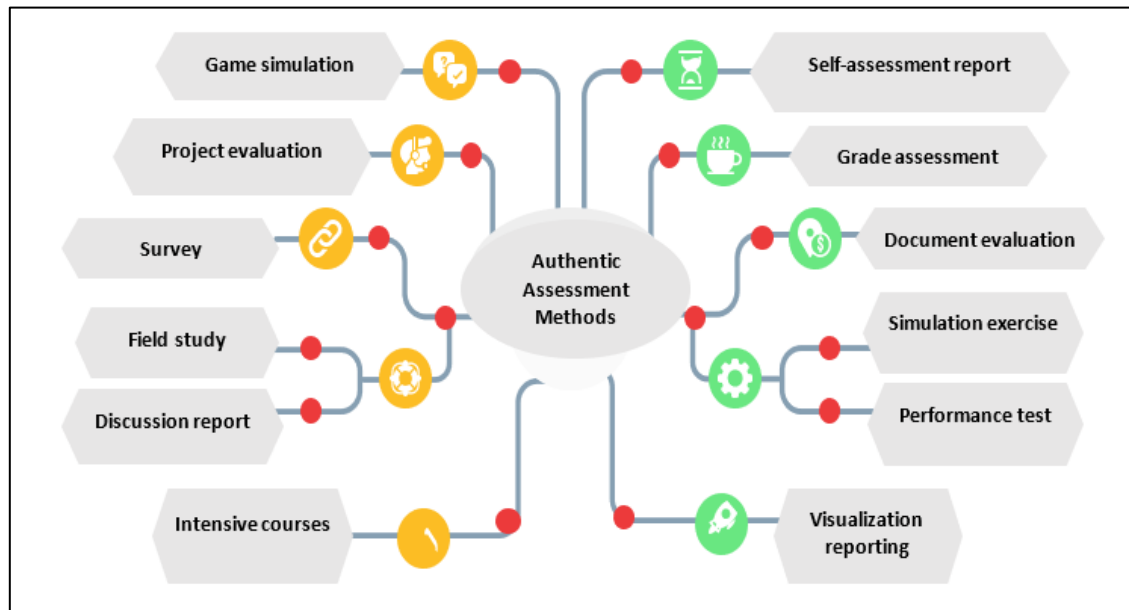 Game simulation
Project evaluation
Survey
Field study
Discussion report
Intensive courses
Authentic
Assessment
Methods
Self-assessment report
Grade assessment
Document evaluation
Simulation exercise
Performance test
Visualization
reporting